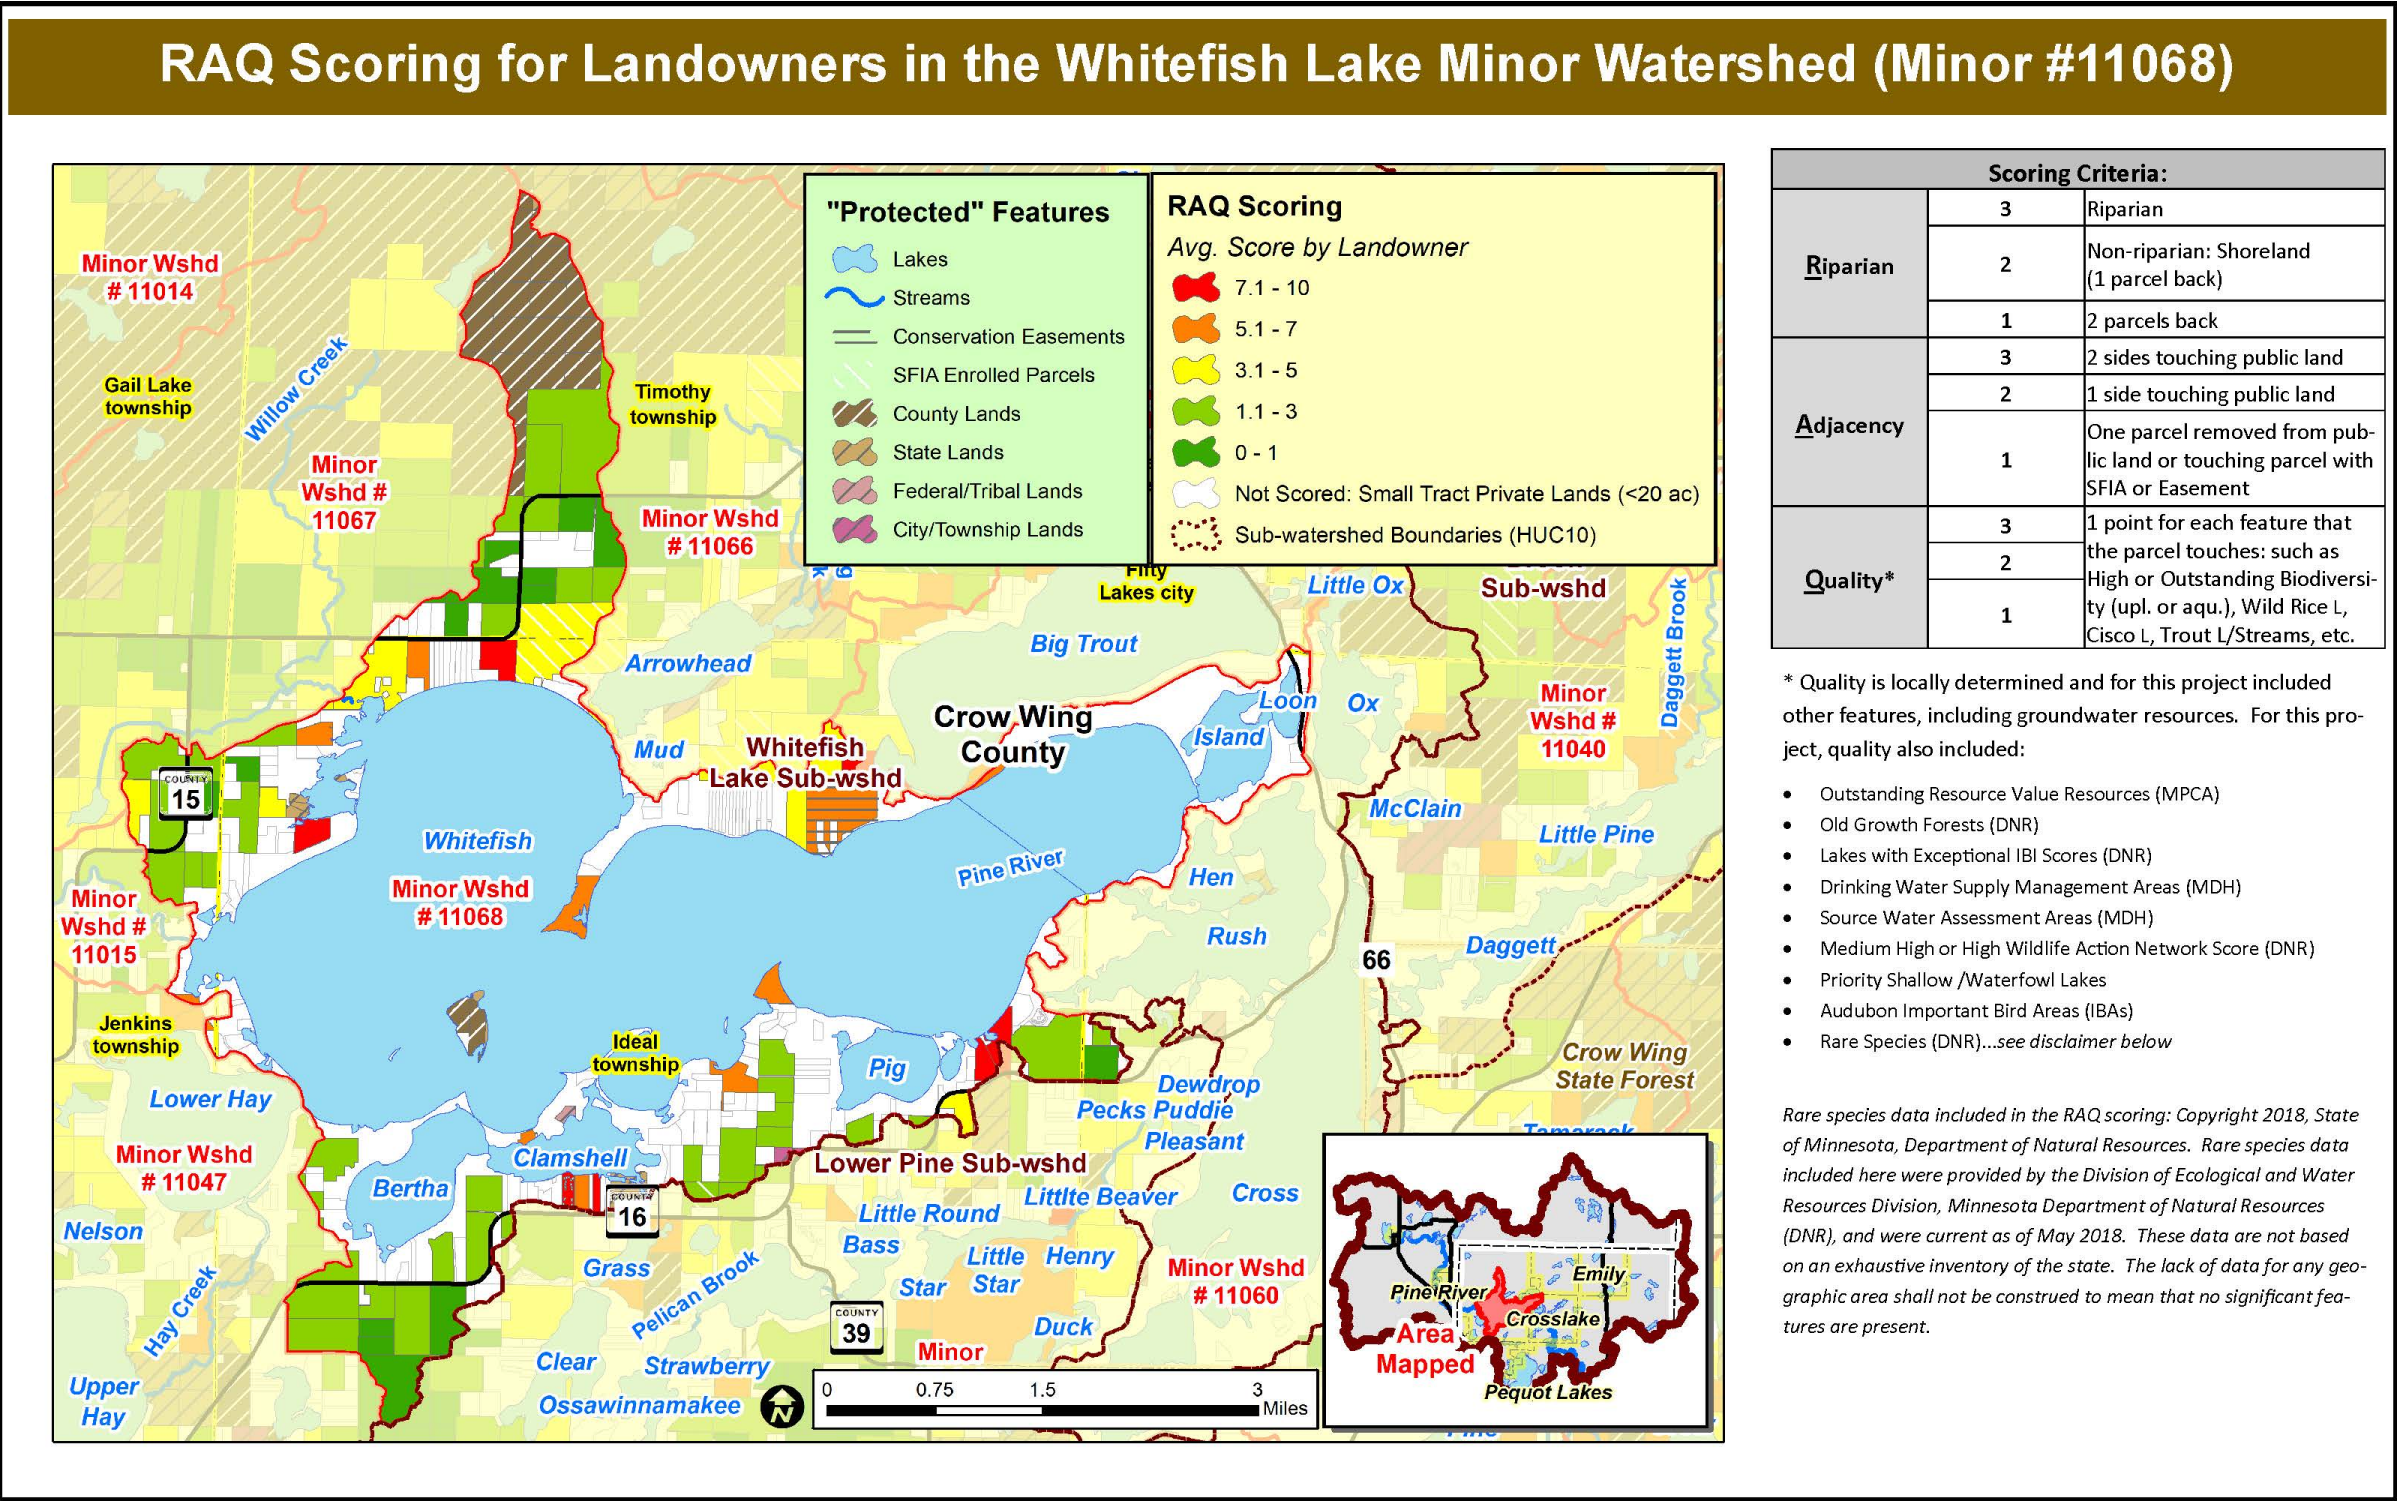 RAQ Scoring for Landowners in the Whitefish Lake Minor Watershed (Minor #11068)
"Protected" Features
Lakes
Streams
Conservation Easements
SFIA Enrolled Parcels
County Lands
State Lands
Federal/Tribal Lands
City/Township Lands
RAQ Scoring
Avg. Score by Landowner
7.1 - 10
5.1 - 7
3.1 - 5
1.1 - 3
0 - 1
Not Scored: Small Tract Private Lands (<20 ac)
Sub-watershed Boundaries (HUC10)
Minor Wshd
# 11014
Gail Lake
township
Willow Creek
Minor
Wshd #
11067
Timothy
township
Minor Wshd
# 11066
Fifty
Lakes city
Little Ox
Sub-wshd
Big Trout
Arrowhead
Daggett Brook
Loon
Ox
Island
Crow Wing
County
Mud
Whitefish
Lake Sub-wshd
Minor
Wshd #
11040
COUNTY
15
McClain
Little Pine
Whitefish
Pine River
Hen
Minor Wshd
# 11068
Minor
Wshd #
11015
Rush
66
Daggett
Jenkins
township
Ideal
township
Pig
Crow Wing
State Forest
Lower Hay
Dewdrop
Pecks Puddie
Pleasant
Tamarack
Minor Wshd
# 11047
Clamshell
Lower Pine Sub-wshd
Bertha
COUNTY
16
Littlte Beaver
Cross
Little Round
Bass
Nelson
Grass
Pelican Brook
Little
Star
Henry
Star
Minor Wshd
# 11060
Hay Creek
COUNTY
39
Duck
Minor
Clear
Strawberry
Upper
Hay
Ossawinnamakee
N
0 0.75 1.5 3
Miles
Pine River
Emily
Crosslake
Area
Mapped
Pequot Lakes
Scoring Criteria:
Riparian
3 Riparian
2 Non-riparian: Shoreland
(1 parcel back)
1 2 parcels back
Adjacency
3 2 sides touching public land
2 1 side touching public land
1 One parcel removed from pub-
lic land or touching parcel with
SFIA or Easement
Quality*
3
2
1
1 point for each feature that
the parcel touches: such as
High or Outstanding Biodiversi-
ty (upl. or aqu.), Wild Rice L,
Cisco L, Trout L/Streams, etc.
* Quality is locally determined and for this project included
other features, including groundwater resources. For this pro-
ject, quality also included:
• Outstanding Resource Value Resources (MPCA)
• Old Growth Forests (DNR)
• Lakes with Exceptional IBI Scores (DNR)
• Drinking Water Supply Management Areas (MDH)
• Source Water Assessment Areas (MDH)
• Medium High or High Wildlife Action Network Score (DNR)
• Priority Shallow /Waterfowl Lakes
• Audubon Important Bird Areas (IBAs)
• Rare Species (DNR)...see disclaimer below
Rare species data included in the RAQ scoring: Copyright 2018, State
of Minnesota, Department of Natural Resources. Rare species data
included here were provided by the Division of Ecological and Water
Resources Division, Minnesota Department of Natural Resources
(DNR), and were current as of May 2018. These data are not based
on an exhaustive inventory of the state. The lack of data for any geo-
graphic area shall not be construed to mean that no significant fea-
tures are present.